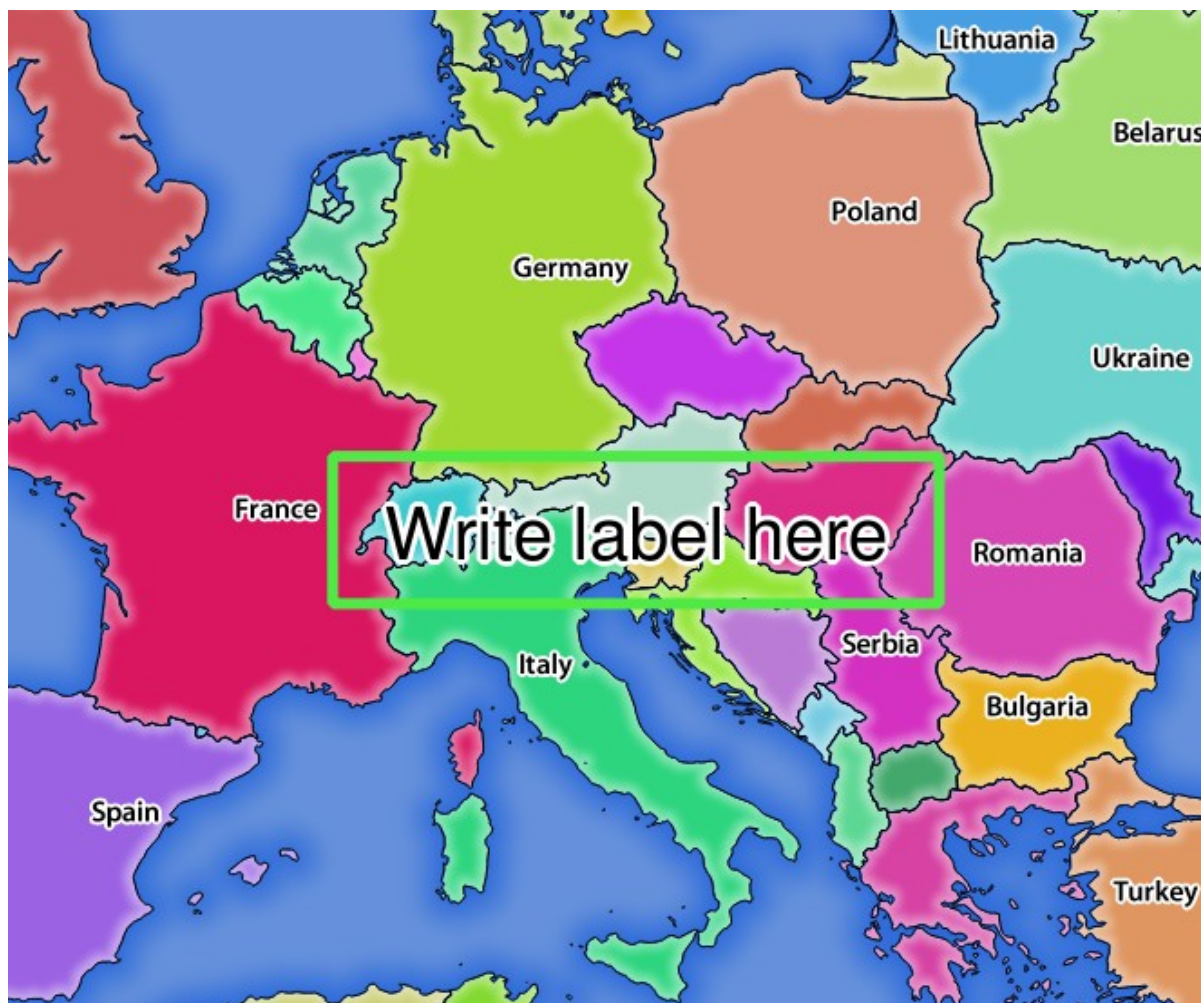 Lithuania
Belarus
Poland
Germany
Ukraine
France
Write label here
Romania
Serbia
Italy
Bulgaria
Spain
Turkey